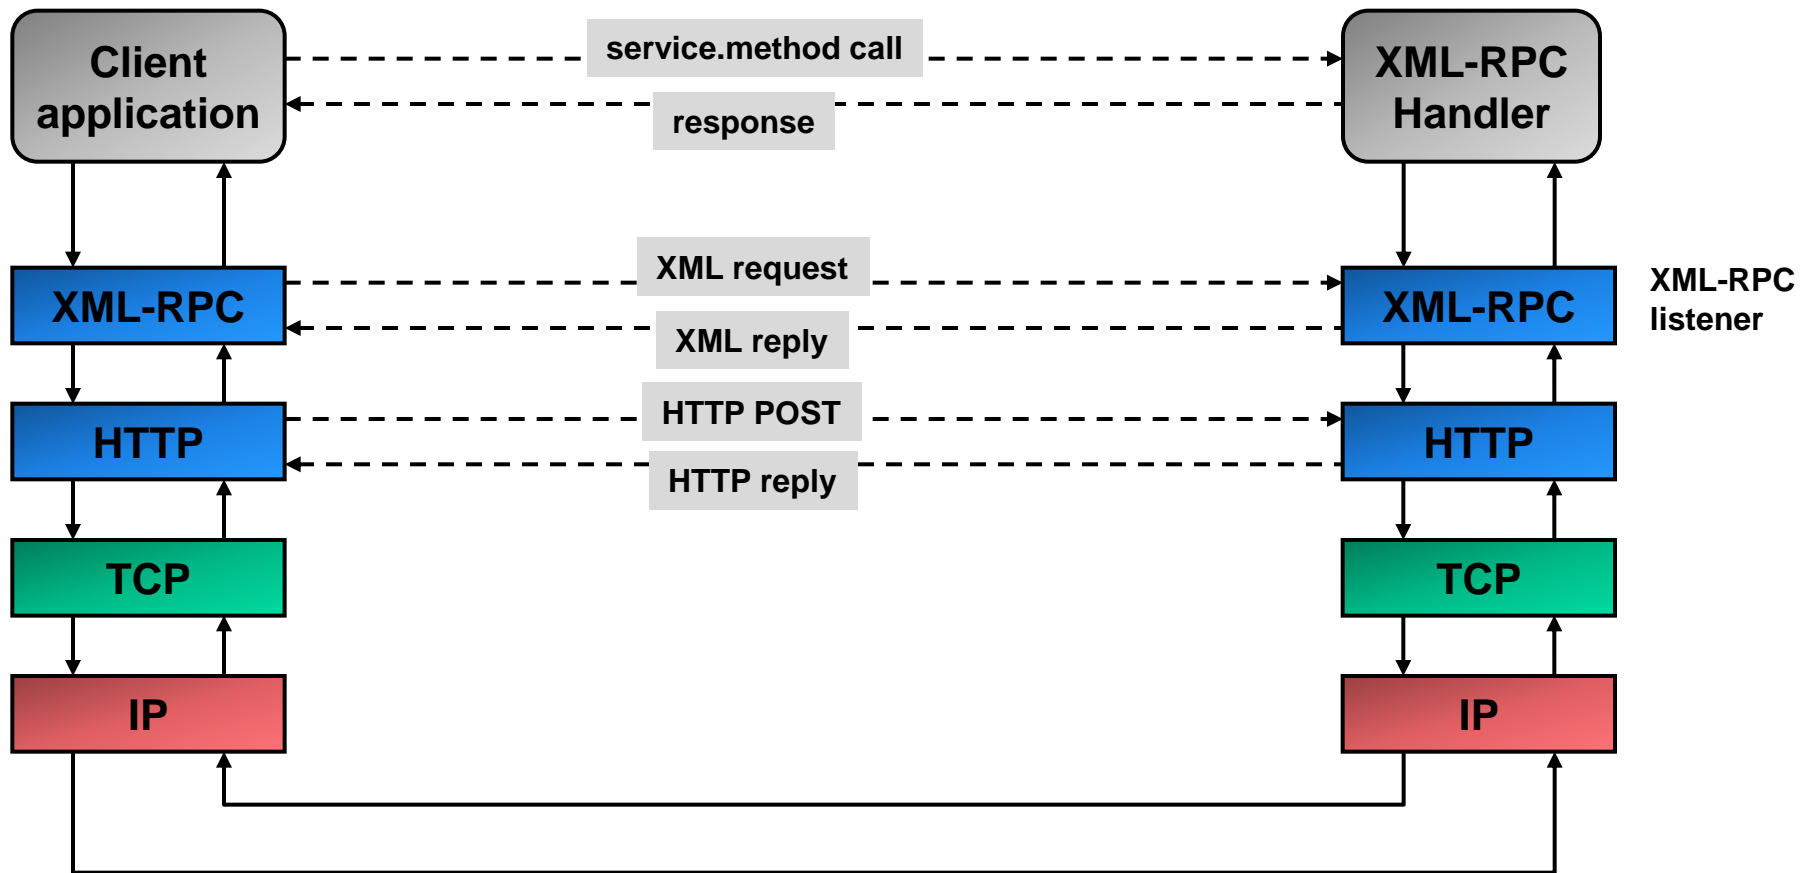 Client
application
service.method call
response
XML-RPC
Handler
XML-RPC
XML request
XML reply
XML-RPC
XML-RPC
listener
HTTP
HTTP POST
HTTP reply
HTTP
TCP
TCP
IP
IP